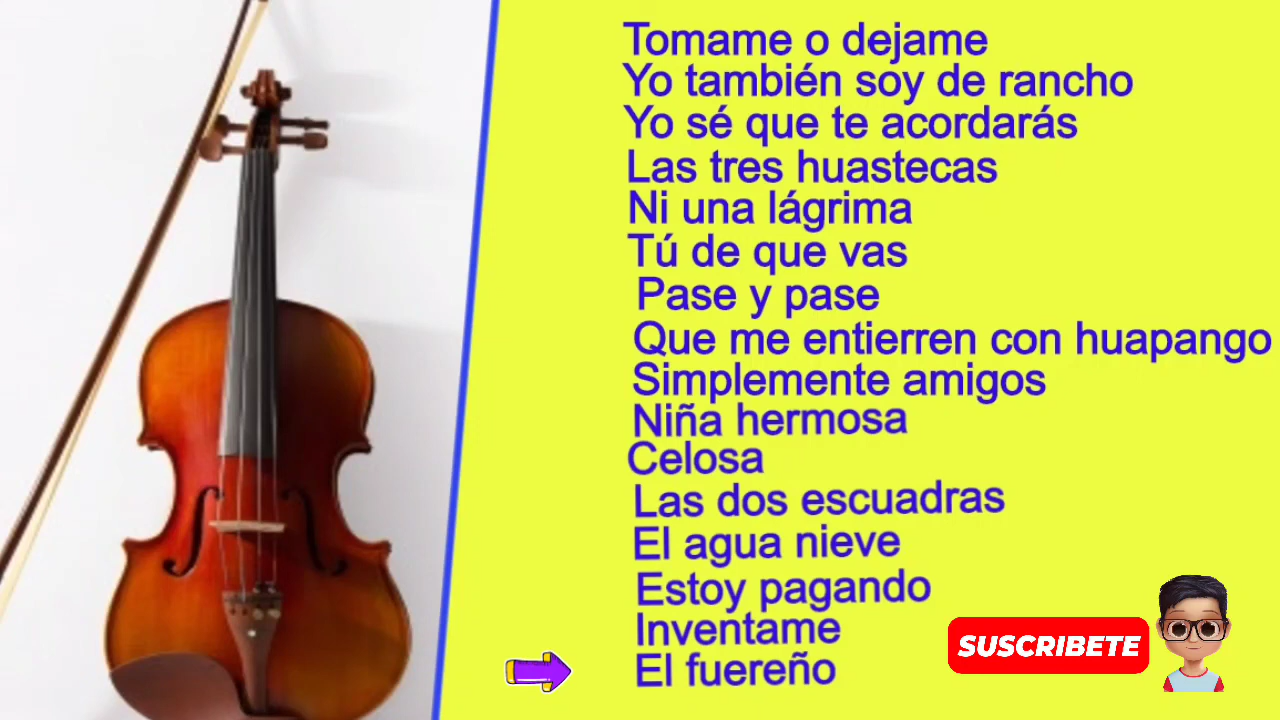 Tomame o dejame
Yo también soy de rancho
Yo sé que te acordarás
Las tres huastecas
Ni una lágrima
Tú de que vas
Pase y pase
Que me entierren con huapango
Simplemente amigos
Niña hermosa
Celosa
Las dos escuadras
El agua nieve
Estoy pagando
Inventame
El fuereño
SUSCRIBETE